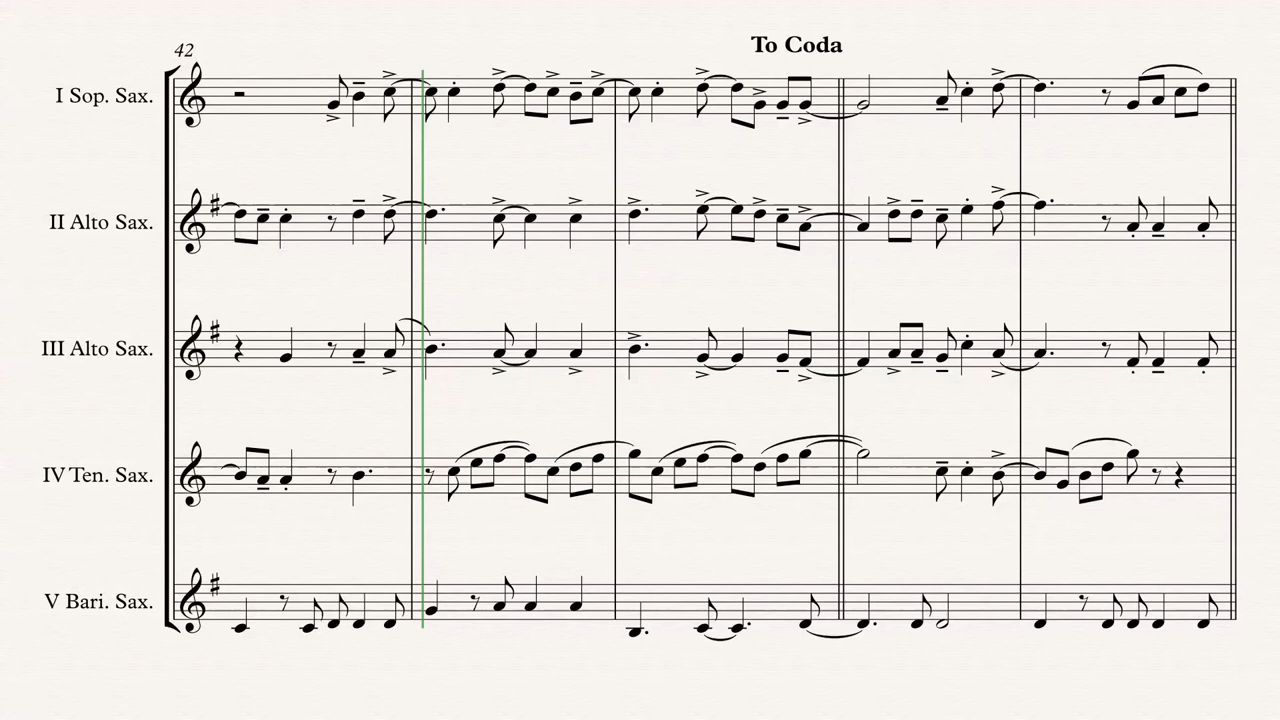 To Coda
42
I Sop. Sax.
II Alto Sax.
III Alto Sax.
IV Ten. Sax.
V Bari. Sax.